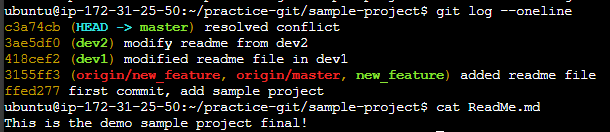 ubuntu@ip-172-31-25-50:~/practice-git/sample-project$ git log --oneline
c3a74cb (HEAD -> master) resolved conflict
3ae5df0 (dev2) modify readme from dev2
418cef2 (dev1) modified readme file in dev1
3155ff3 (origin/new_feature, origin/master, new_feature) added readme file
ffed277 first commit, add sample project
ubuntu@ip-172-31-25-50:~/practice-git/sample-project$ cat ReadMe.md
This is the demo sample project final!